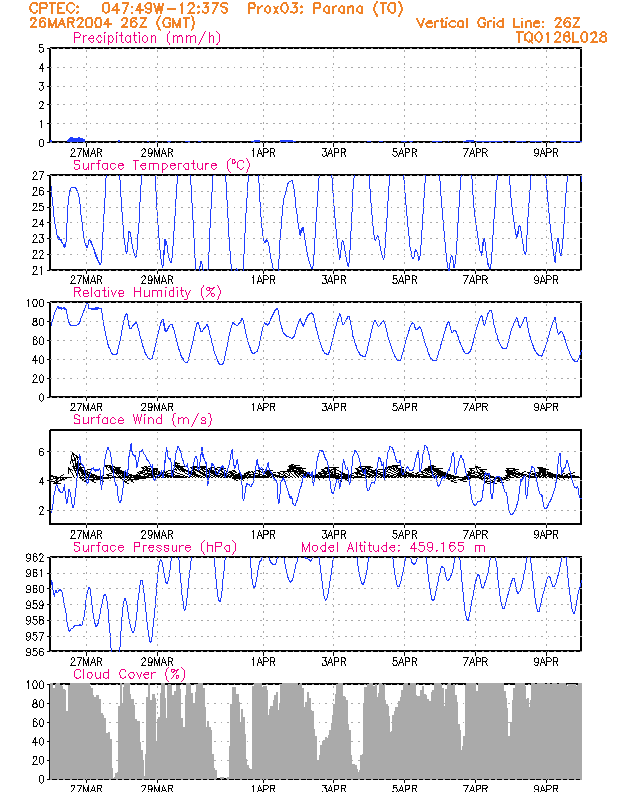 CPTEC: 047:49W-12:37S Prox03: Parana (TO)
26MAR2004 26Z (GMT) Vertical Grid Line: 26Z
Precipitation (mm/h) TQ0126L028
5
4
3
2
1
0
27MAR 29MAR 1APR 3APR 5APR 7APR 9APR
Surface Temperature (°C)
27
26
25
24
23
22
21
27MAR 29MAR 1APR 3APR 5APR 7APR 9APR
Relative Humidity (%)
100
80
60
40
20
0
27MAR 29MAR 1APR 3APR 5APR 7APR 9APR
Surface Wind (m/s)
6
4
2
27MAR 29MAR 1APR 3APR 5APR 7APR 9APR
Surface Pressure (hPa) Model Altitude: 459.165 m
962
961
960
959
958
957
956
27MAR 29MAR 1APR 3APR 5APR 7APR 9APR
Cloud Cover (%)
100
80
60
40
20
0
27MAR 29MAR 1APR 3APR 5APR 7APR 9APR